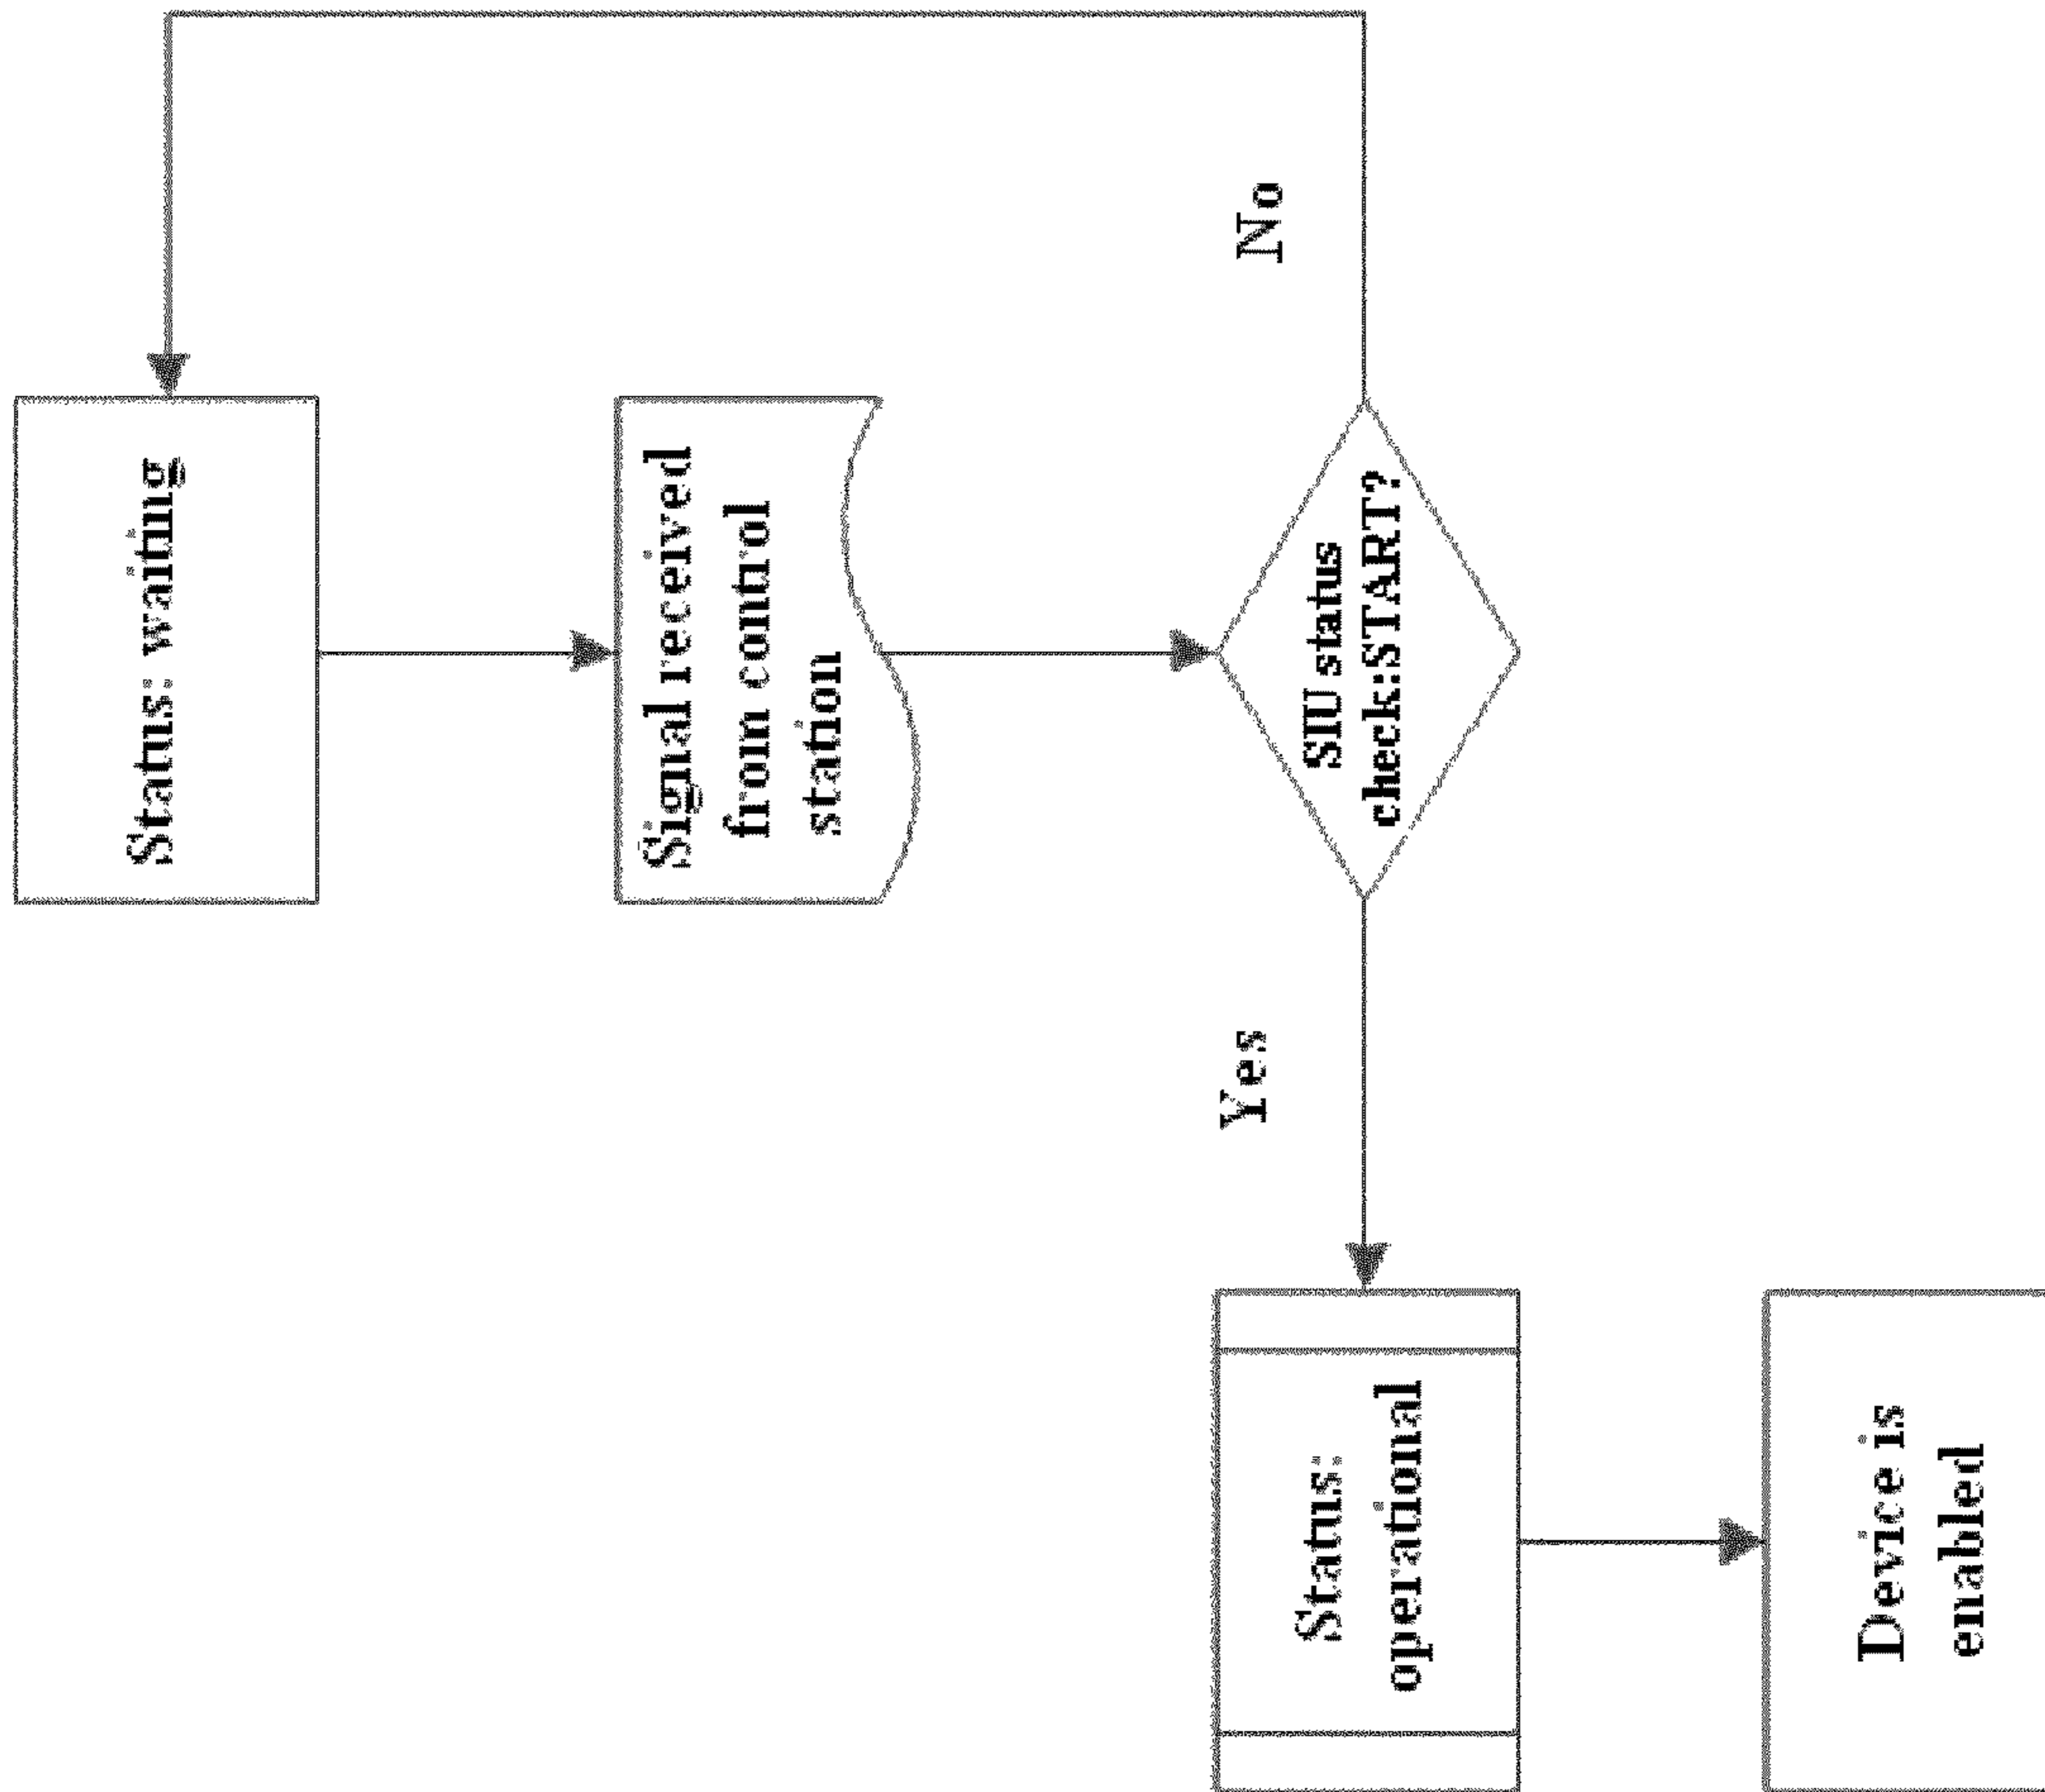 Status: waiting
Signal received
from control
station
SIU status
check:START?
No
Yes
Status:
operational
Device is
enabled